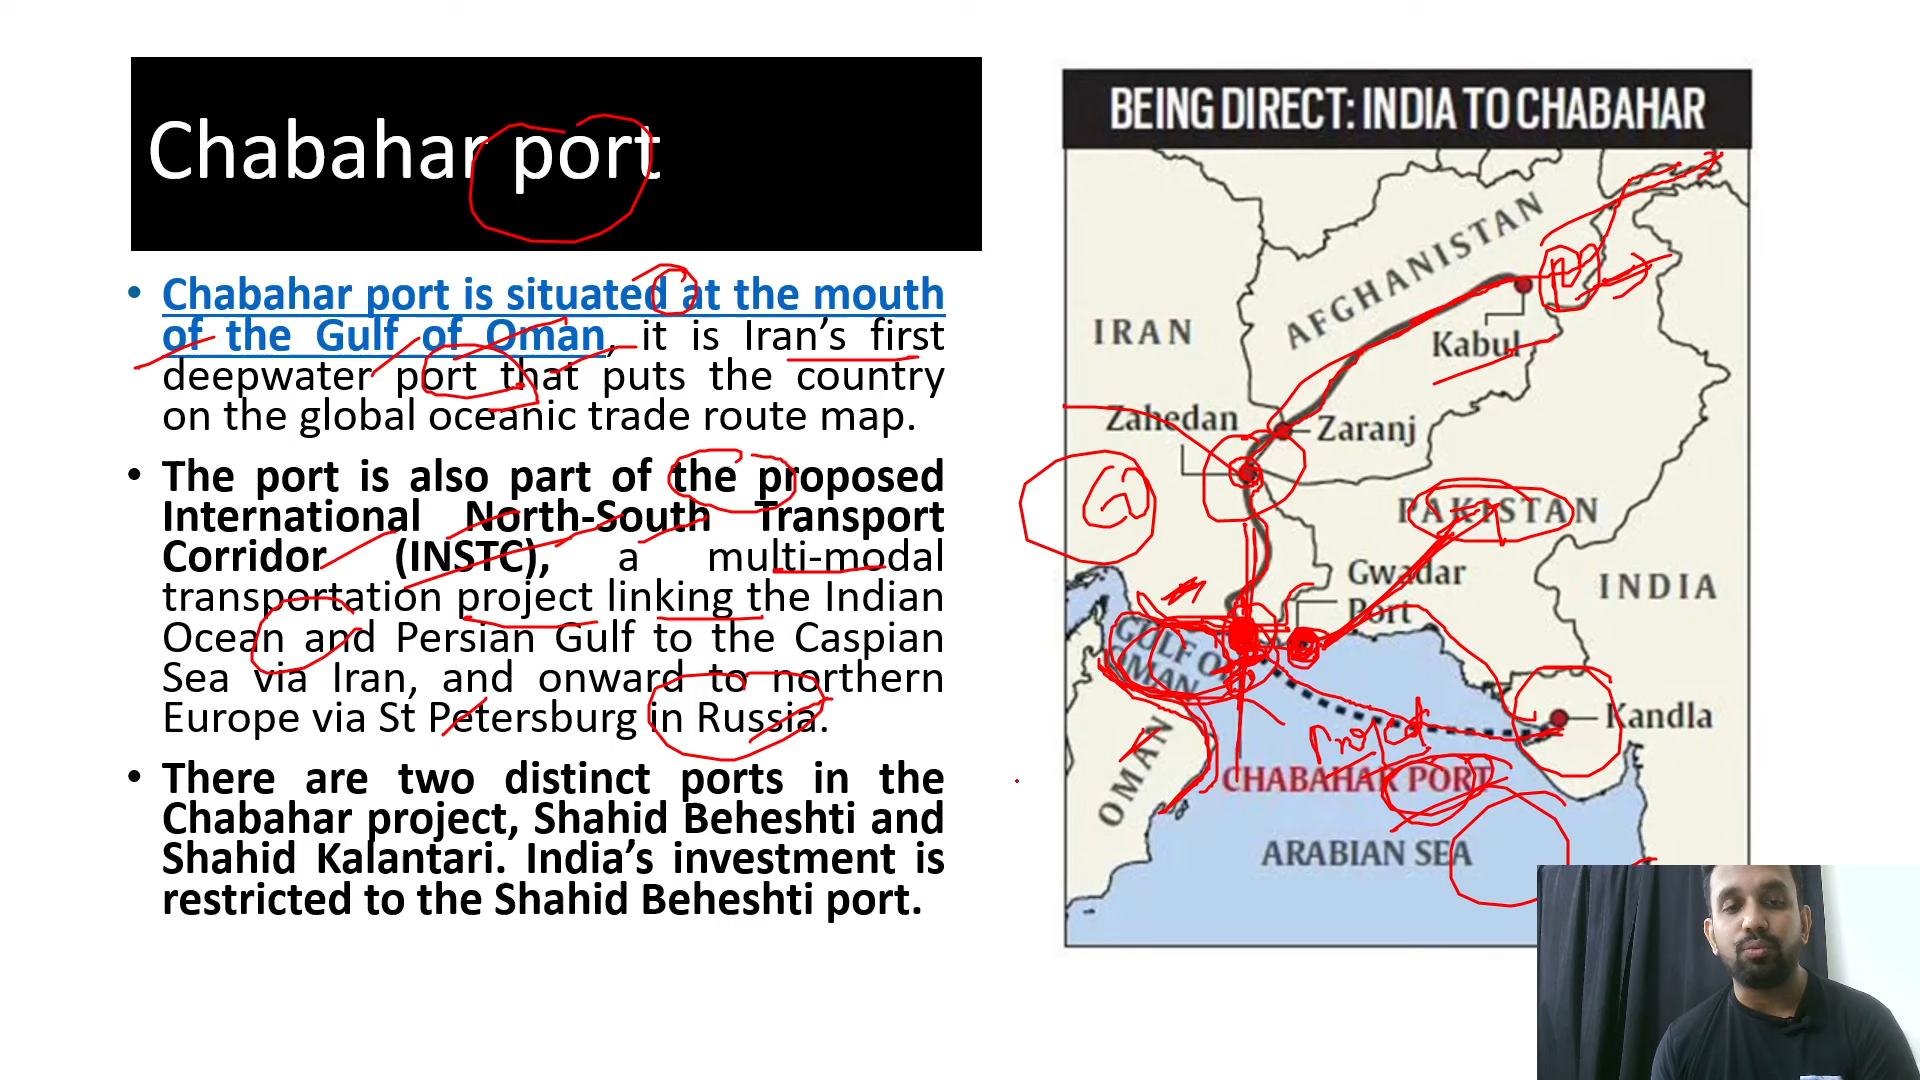 Chabahar port
• Chabahar port is situated at the mouth
of the Gulf of Oman, it is Iran’s first
deepwater port that puts the country
on the global oceanic trade route map.
• The port is also part of the proposed
International North-South Transport
Corridor (INSTC), a multi-modal
transportation project linking the Indian
Ocean and Persian Gulf to the Caspian
Sea via Iran, and onward to northern
Europe via St Petersburg in Russia.
• There are two distinct ports in the
Chabahar project, Shahid Beheshti and
Shahid Kalantari. India’s investment is
restricted to the Shahid Beheshti port.
BEING DIRECT: INDIA TO CHABAHAR
AFGHANISTAN
IRAN
Kabul
Zahedan
Zaranj
PAKISTAN
Gwadar
Port
INDIA
GULF OF
OMAN
Kandla
OMAN
CHABAHAR PORT
ARABIAN SEA